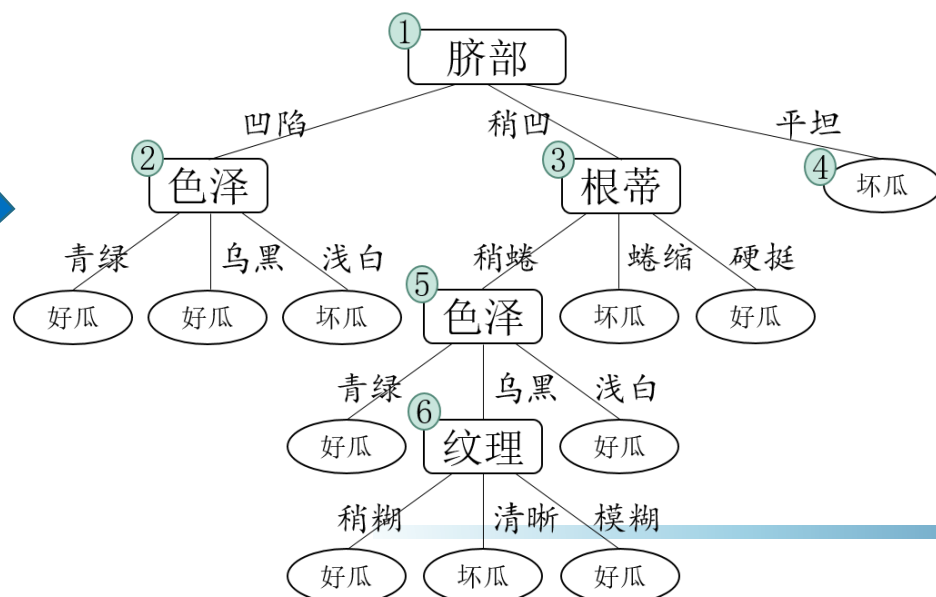 ① 脐部
凹陷 稍凹 平坦
② 色泽 ③ 根蒂 ④ 坏瓜
青绿 乌黑 浅白 稍蜷 蜷缩 硬挺
好瓜 好瓜 坏瓜 ⑤ 色泽 坏瓜 好瓜
青绿 乌黑 浅白
好瓜 ⑥ 纹理 好瓜
稍糊 清晰 模糊
好瓜 坏瓜 好瓜